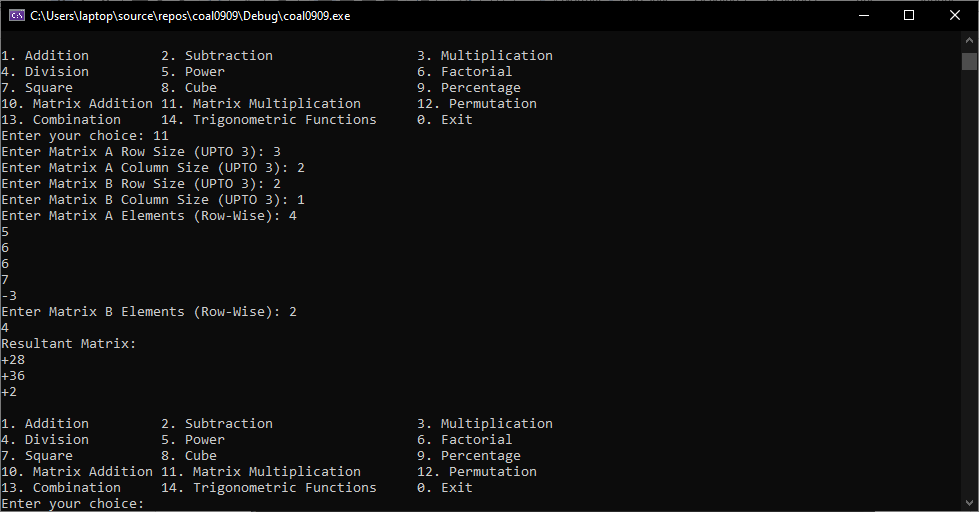 C:\Users\laptop\source\repos\coal0909\Debug\coal0909.exe
1. Addition 2. Subtraction 3. Multiplication
4. Division 5. Power 6. Factorial
7. Square 8. Cube 9. Percentage
10. Matrix Addition 11. Matrix Multiplication 12. Permutation
13. Combination 14. Trigonometric Functions 0. Exit
Enter your choice: 11
Enter Matrix A Row Size (UPTO 3): 3
Enter Matrix A Column Size (UPTO 3): 2
Enter Matrix B Row Size (UPTO 3): 2
Enter Matrix B Column Size (UPTO 3): 1
Enter Matrix A Elements (Row-Wise): 4
5
6
6
7
-3
Enter Matrix B Elements (Row-Wise): 2
4
Resultant Matrix:
+28
+36
+2
1. Addition 2. Subtraction 3. Multiplication
4. Division 5. Power 6. Factorial
7. Square 8. Cube 9. Percentage
10. Matrix Addition 11. Matrix Multiplication 12. Permutation
13. Combination 14. Trigonometric Functions 0. Exit
Enter your choice: